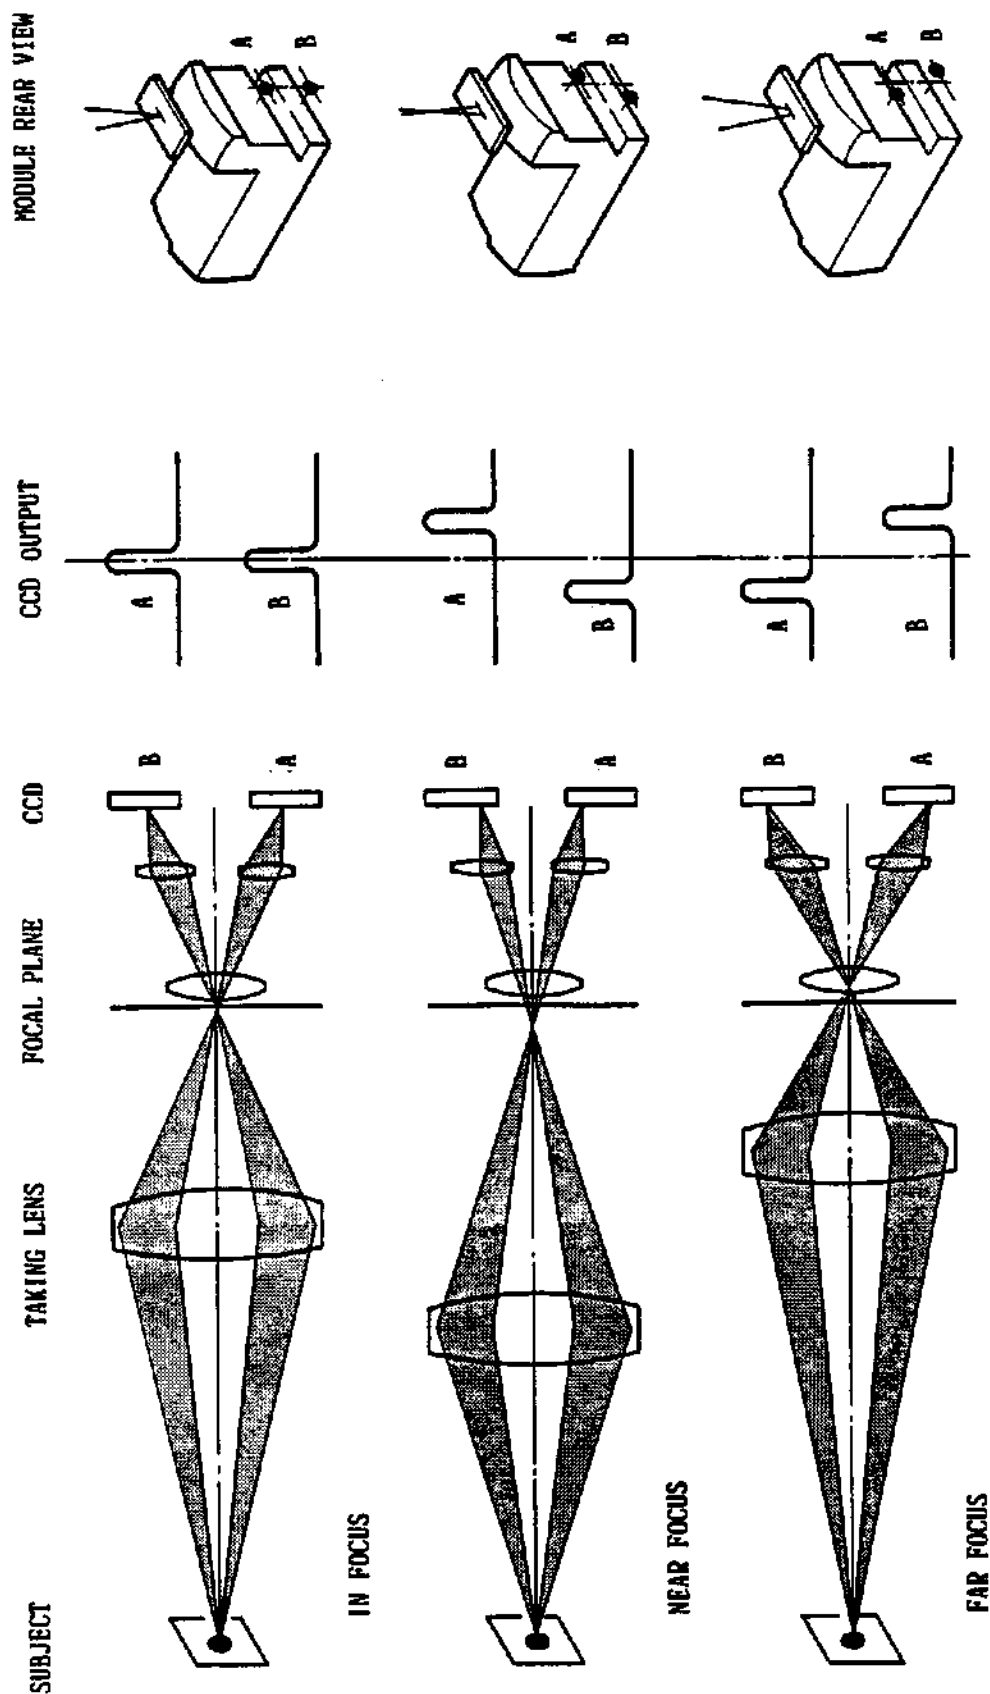 SUBJECT TAKING LENS FOCAL PLANE CCD CCD OUTPUT MODULE REAR VIEW
B A
A
A B B
IN FOCUS
B A A
A B B
NEAR FOCUS
B A A
A B B
FAR FOCUS